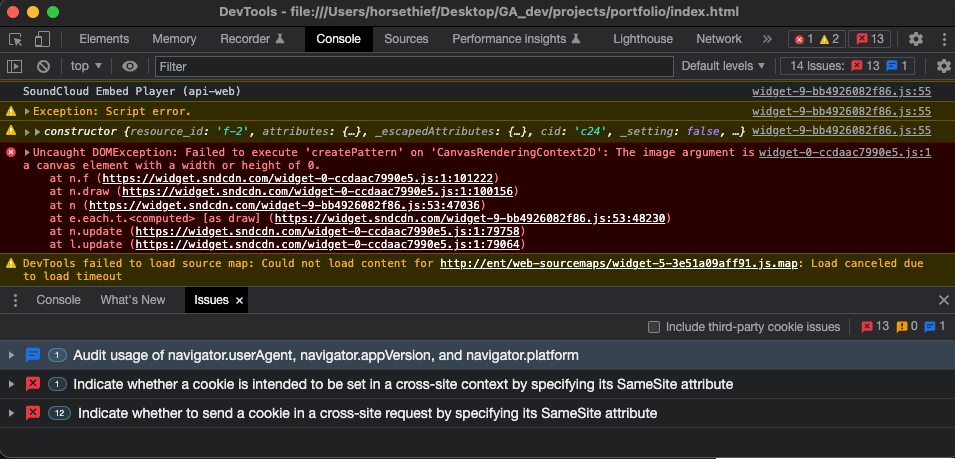 DevTools - file:///Users/horsethief/Desktop/GA_dev/projects/portfolio/index.html
Elements Memory Recorder Console Sources Performance insights Lighthouse Network » 1 2 13
top Filter Default levels 14 Issues: 13 1
SoundCloud Embed Player (api-web) widget-9-bb4926082f86.js:55
Exception: Script error. widget-9-bb4926082f86.js:55
constructor {resource_id: 'f-2', attributes: {…}, _escapedAttributes: {…}, cid: 'c24', _setting: false, …} widget-9-bb4926082f86.js:55
Uncaught DOMException: Failed to execute 'createPattern' on 'CanvasRenderingContext2D': The image argument is widget-0-ccdaac7990e5.js:1
a canvas element with a width or height of 0.
at n.f (https://widget.sndcdn.com/widget-0-ccdaac7990e5.js:1:101222)
at n.draw (https://widget.sndcdn.com/widget-0-ccdaac7990e5.js:1:100156)
at n (https://widget.sndcdn.com/widget-9-bb4926082f86.js:53:47036)
at e.each.t.<computed> [as draw] (https://widget.sndcdn.com/widget-9-bb4926082f86.js:53:48230)
at n.update (https://widget.sndcdn.com/widget-0-ccdaac7990e5.js:1:79758)
at l.update (https://widget.sndcdn.com/widget-0-ccdaac7990e5.js:1:79064)
DevTools failed to load source map: Could not load content for http://ent/web-sourcemaps/widget-5-3e51a09aff91.js.map: Load canceled due
to load timeout
Console What's New Issues ×
Include third-party cookie issues 13 0 1
1 Audit usage of navigator.userAgent, navigator.appVersion, and navigator.platform
1 Indicate whether a cookie is intended to be set in a cross-site context by specifying its SameSite attribute
12 Indicate whether to send a cookie in a cross-site request by specifying its SameSite attribute